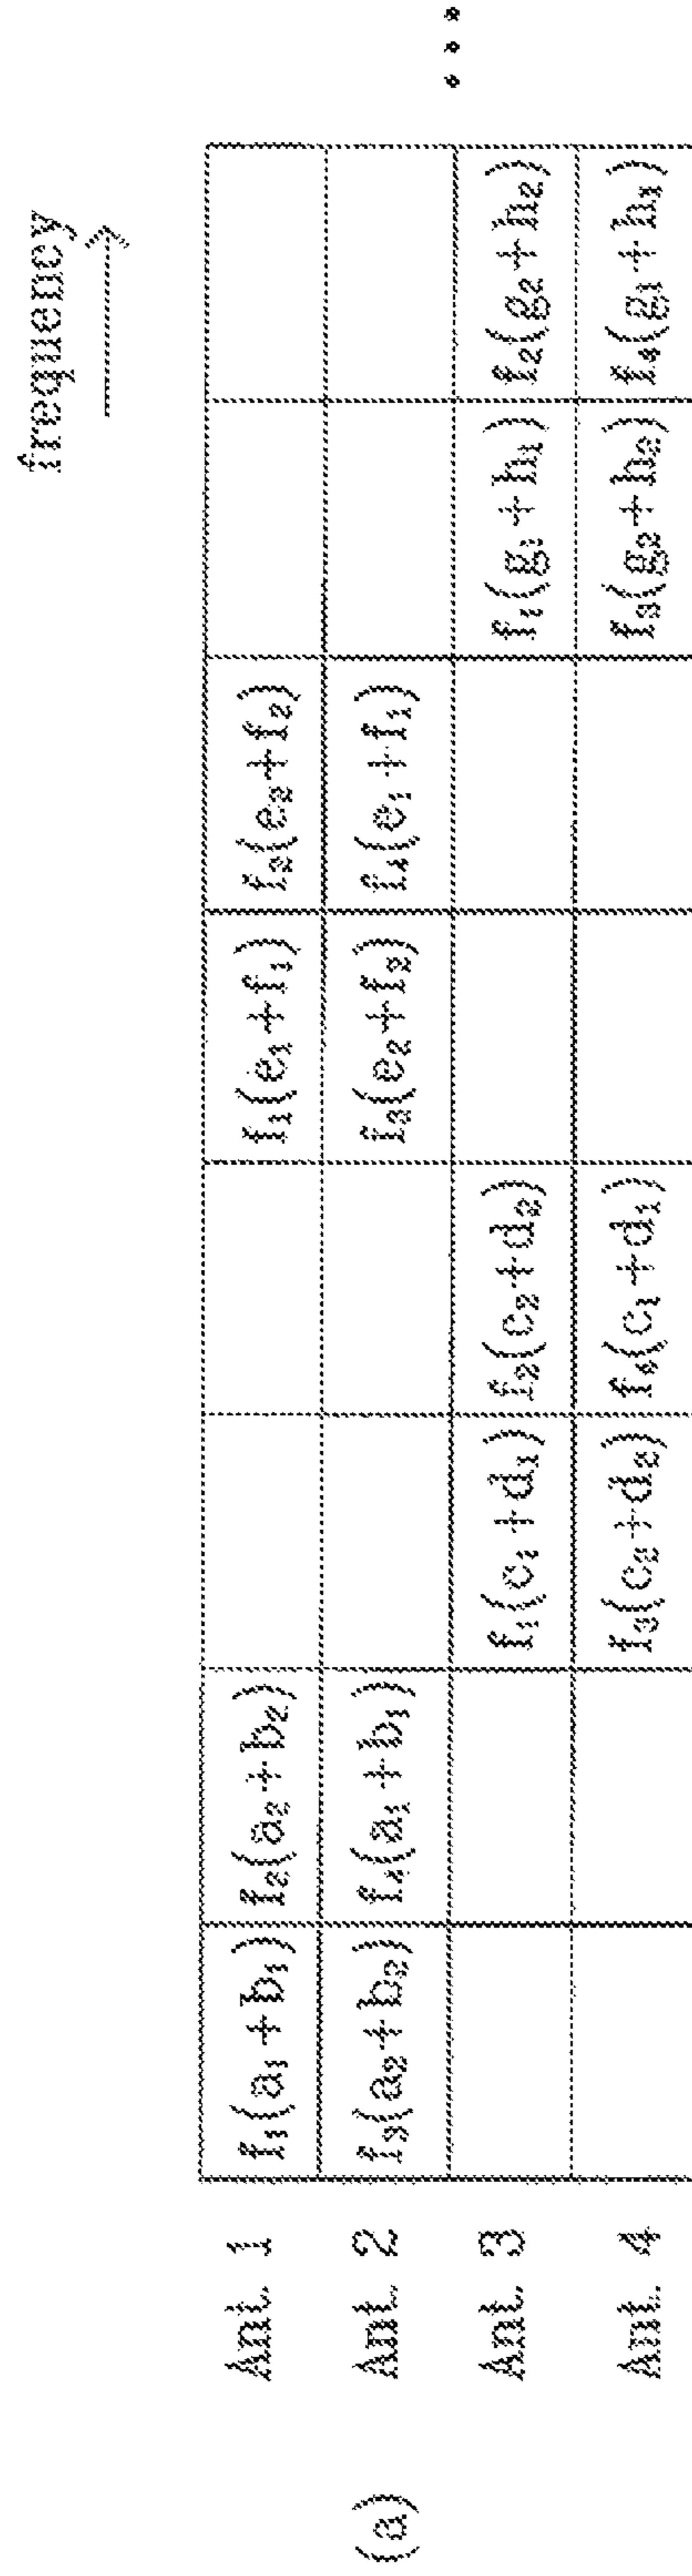 frequency
Ant. 1 f₁(a₁+b₁) f₂(a₂+b₂) f₁(e₁+f₁) f₂(e₂+f₂)
(a) Ant. 2 f₃(a₂+b₂) f₄(a₁+b₁) f₃(e₂+f₂) f₄(e₁+f₁)
Ant. 3 f₁(c₁+d₁) f₂(c₂+d₂) f₁(g₁+h₁) f₂(g₂+h₂) •••
Ant. 4 f₃(c₂+d₂) f₄(c₁+d₁) f₃(g₂+h₂) f₄(g₁+h₁)